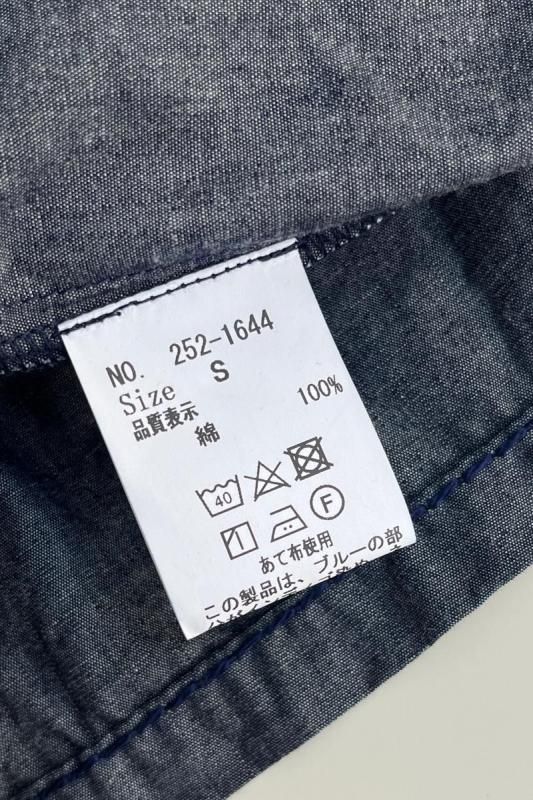 NO. 252-1644
Size S
品質表示
綿 100%
40
F
あて布使用
この製品は、ブルーの部